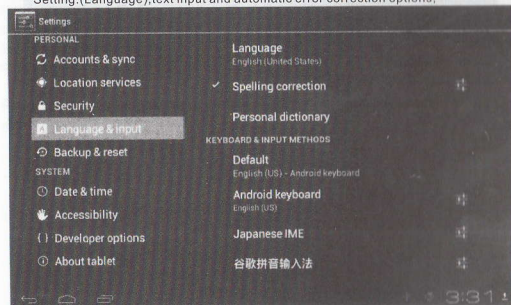 Setting:(Language),text input and automatic error correction options;
Settings
PERSONAL
Accounts & sync
Location services
Security
A Language & input
Backup & reset
SYSTEM
Date & time
Accessibility
{ } Developer options
About tablet
Language
English (United States)
Spelling correction
Personal dictionary
KEYBOARD & INPUT METHODS
Default
English (US) - Android keyboard
Android keyboard
English (US)
Japanese IME
谷歌拼音输入法
3:31